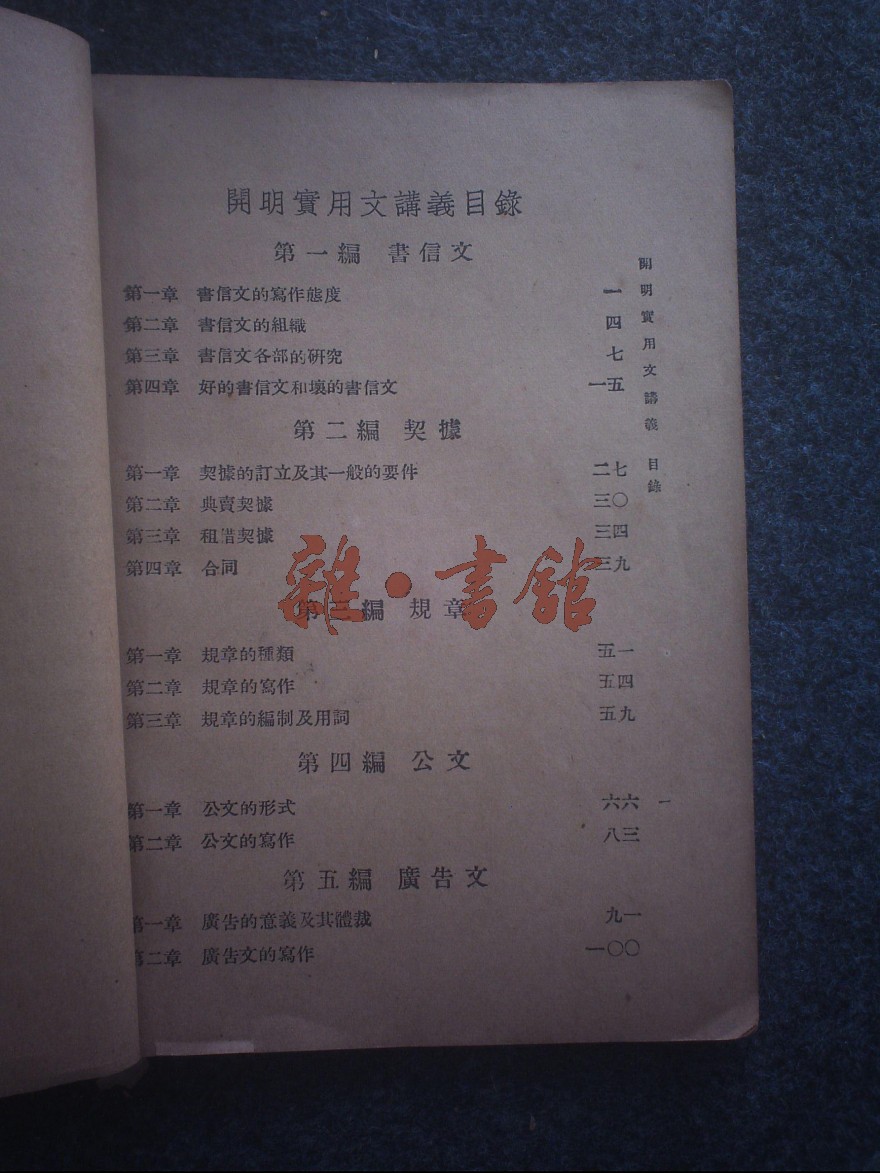 開明實用文講義目錄
第一編 書信文
第一章 書信文的寫作態度 一
第二章 書信文的組織 四
第三章 書信文各部的硏究 七
第四章 好的書信文和壞的書信文 一五
第二編 契據
第一章 契據的訂立及其一般的要件 二七
第二章 典賣契據 三〇
第三章 租借契據 三四
第四章 合同 三九
第三編 規章
第一章 規章的種類 五一
第二章 規章的寫作 五四
第三章 規章的編制及用詞 五九
第四編 公文
第一章 公文的形式 六六
第二章 公文的寫作 八三
第五編 廣告文
第一章 廣告的意義及其體裁 九一
第二章 廣告文的寫作 一〇〇
開明實用文講義 目錄
一
雜·書館